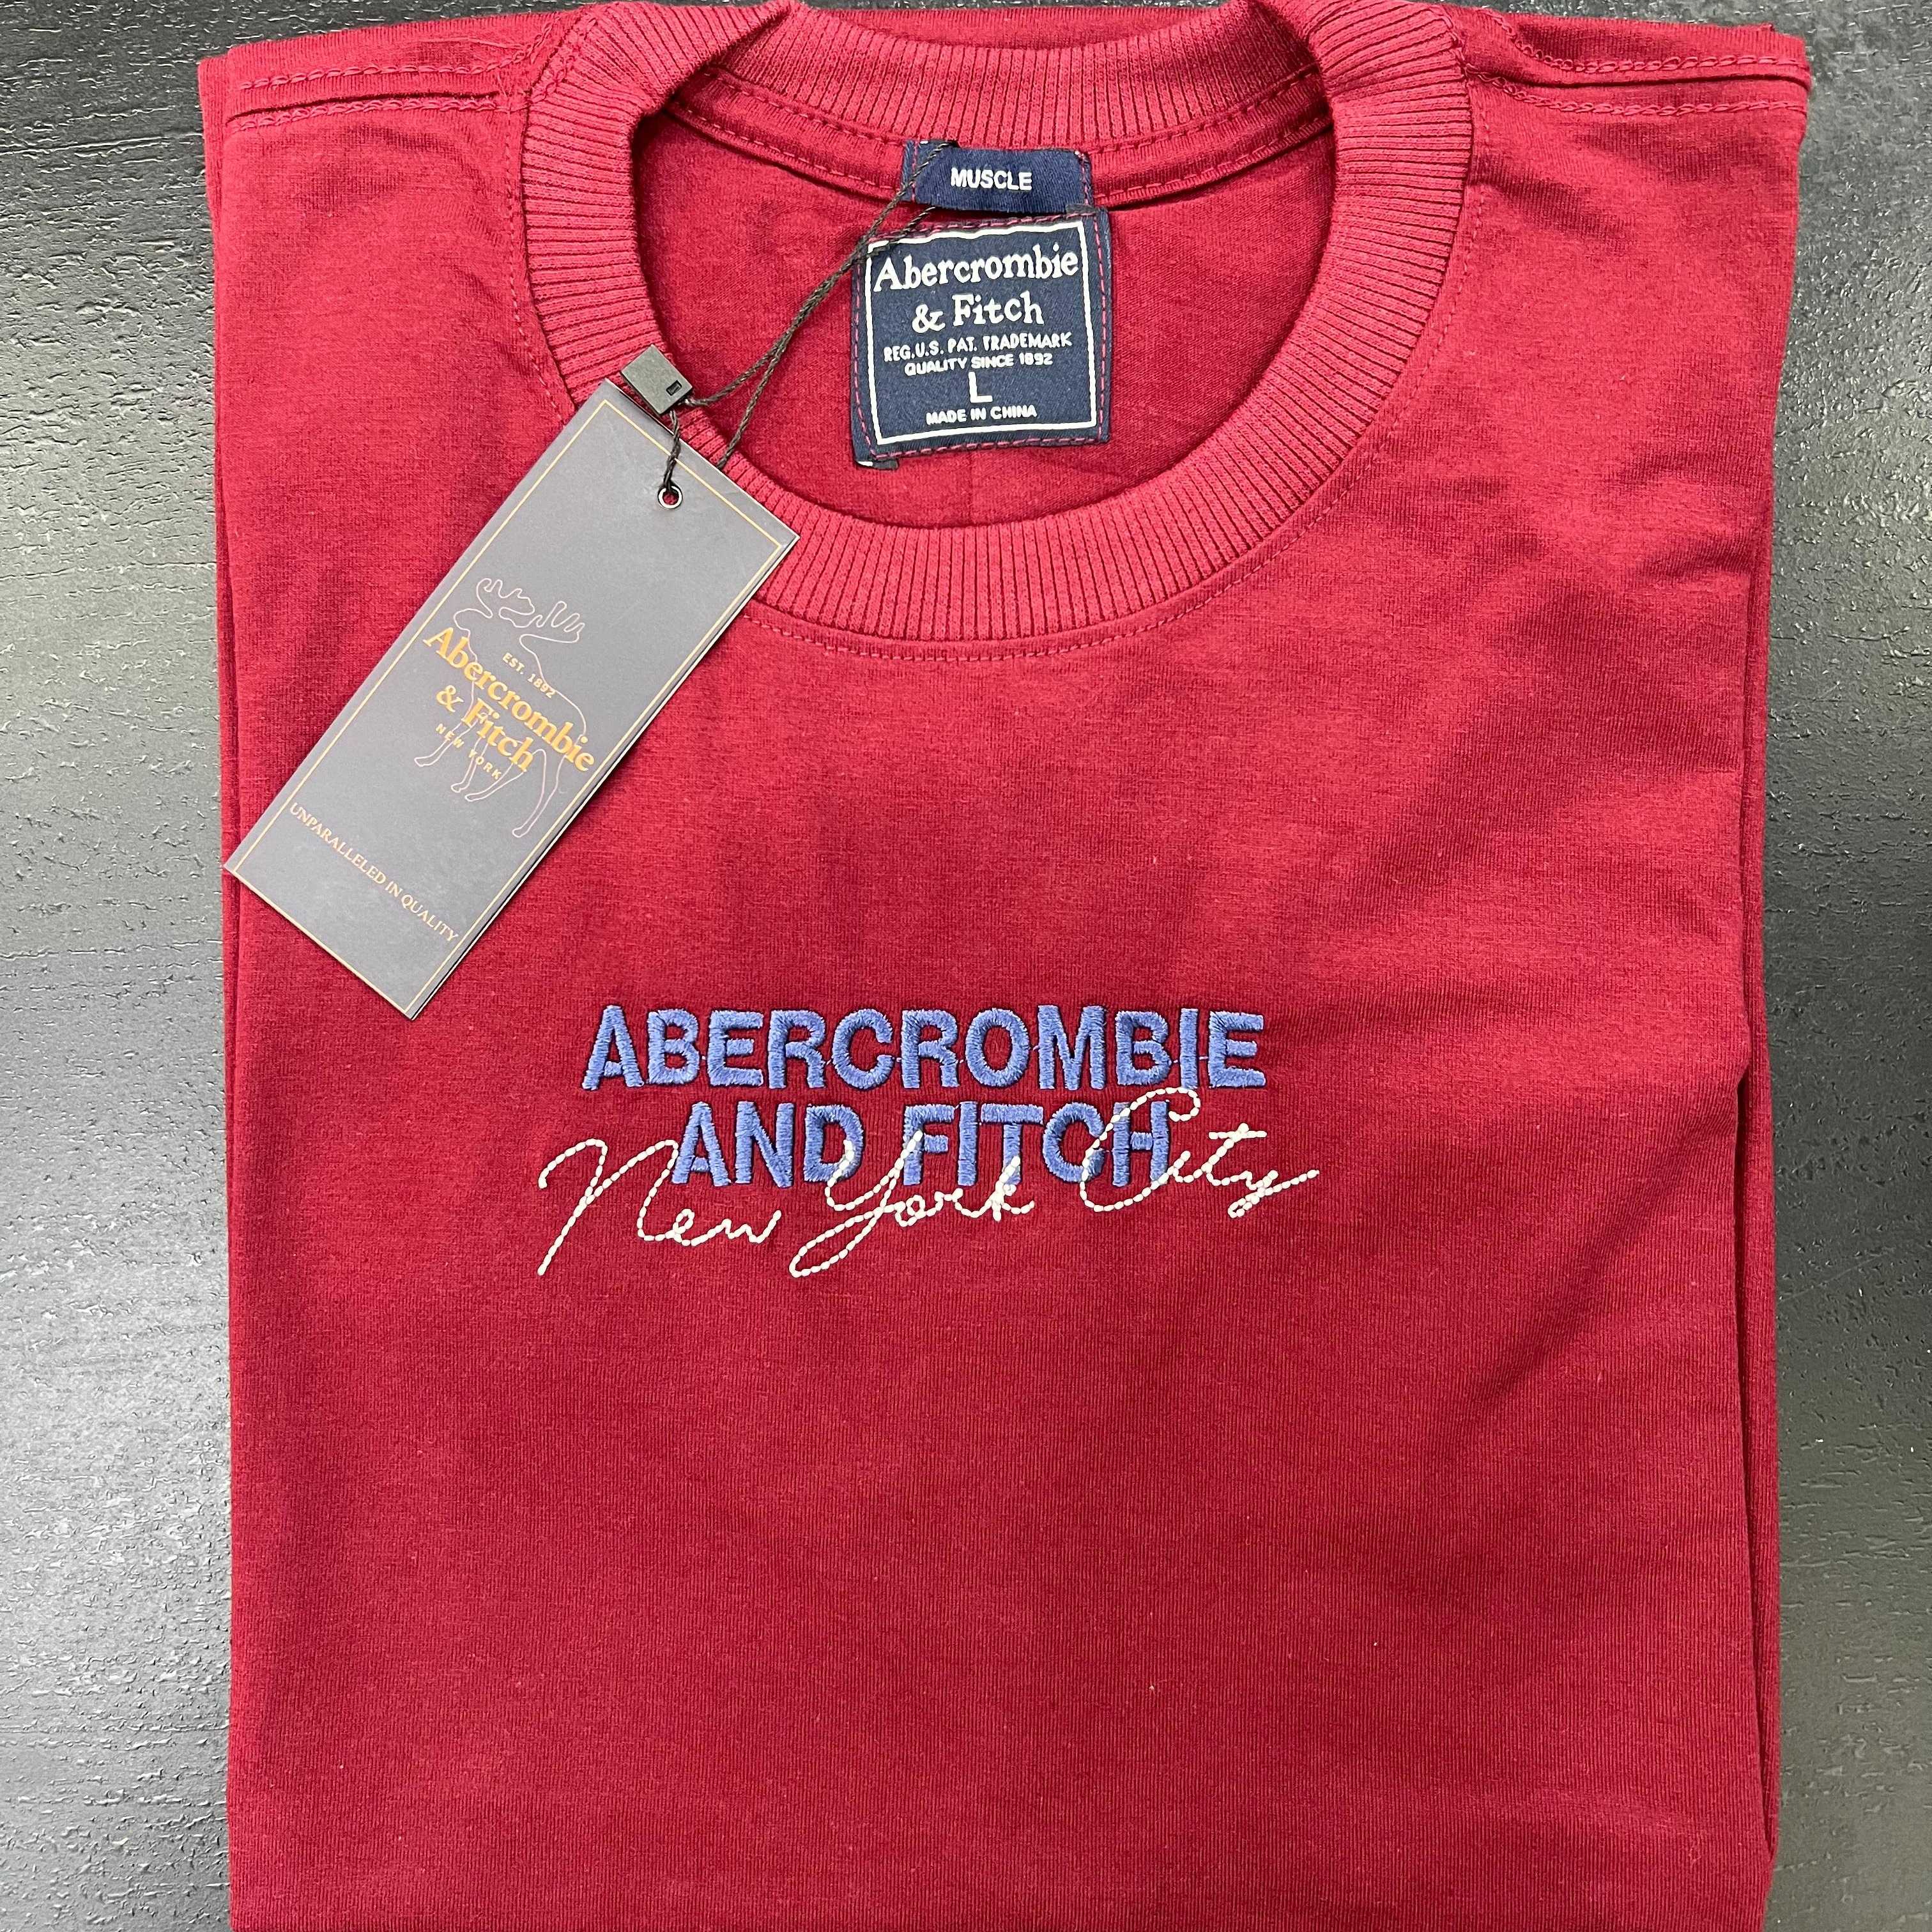 MUSCLE
Abercrombie
& Fitch
REG.U.S. PAT. TRADEMARK
QUALITY SINCE 1892
L
MADE IN CHINA
EST. 1892
Abercrombie
& Fitch
NEW YORK
UNPARALLELED IN QUALITY
ABERCROMBIE
AND FITCH
New York City